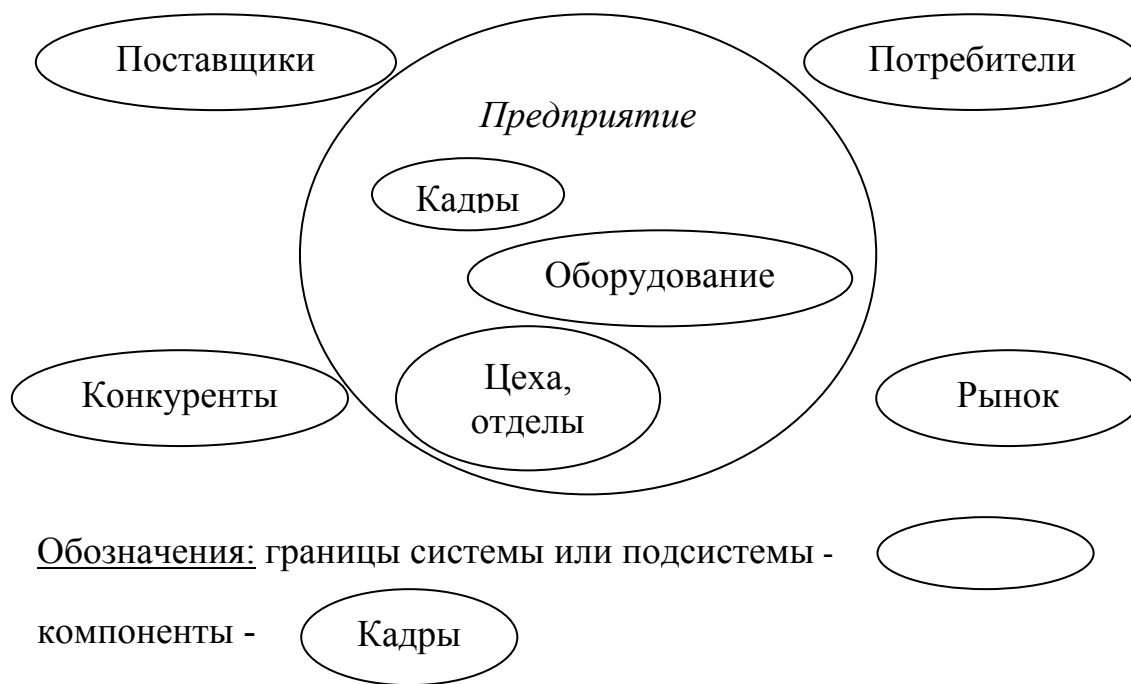 Поставщики
Потребители
Предприятие
Кадры
Оборудование
Конкуренты
Цеха,
отделы
Рынок
Обозначения: границы системы или подсистемы -
компоненты - Кадры